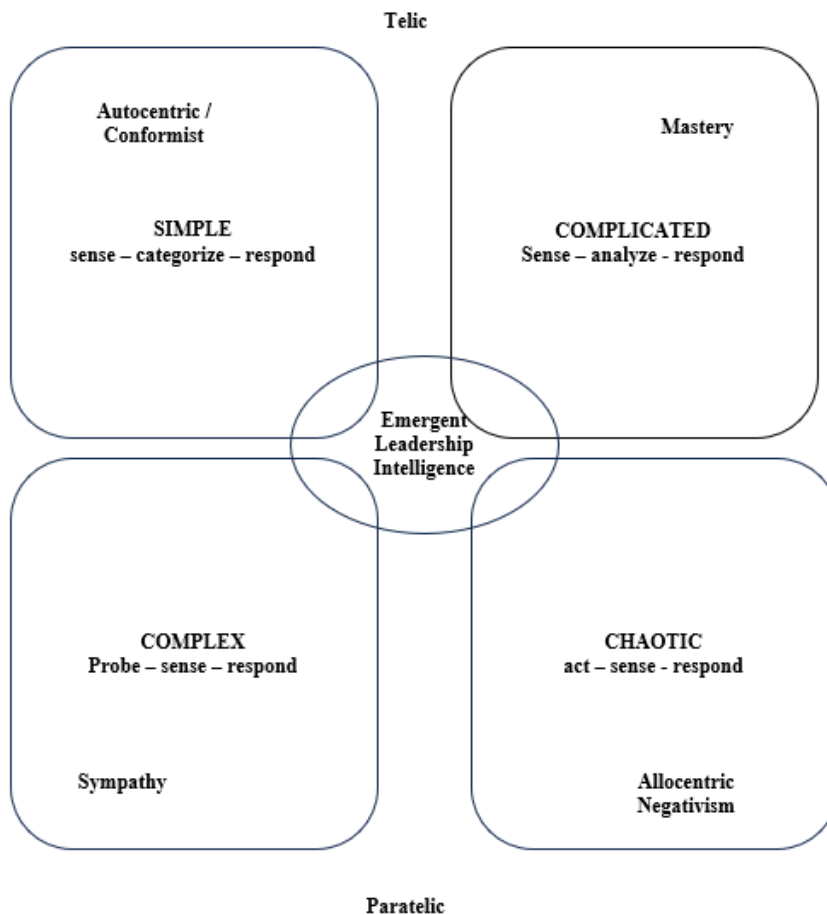 Telic
Autocentric /
Conformist
Mastery
SIMPLE
sense – categorize – respond
COMPLICATED
Sense – analyze - respond
Emergent
Leadership
Intelligence
COMPLEX
Probe – sense – respond
CHAOTIC
act – sense - respond
Sympathy
Allocentric
Negativism
Paratelic